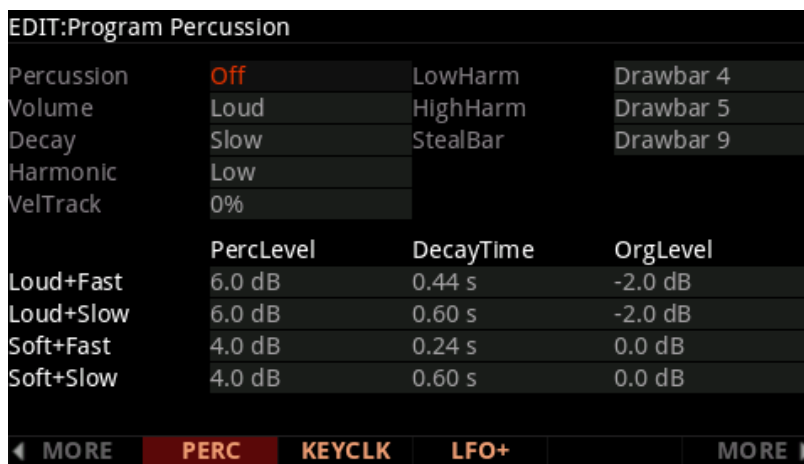 EDIT:Program Percussion
Percussion Off LowHarm Drawbar 4
Volume Loud HighHarm Drawbar 5
Decay Slow StealBar Drawbar 9
Harmonic Low
VelTrack 0%
PercLevel DecayTime OrgLevel
Loud+Fast 6.0 dB 0.44 s -2.0 dB
Loud+Slow 6.0 dB 0.60 s -2.0 dB
Soft+Fast 4.0 dB 0.24 s 0.0 dB
Soft+Slow 4.0 dB 0.60 s 0.0 dB
MORE PERC KEYCLK LFO+ MORE